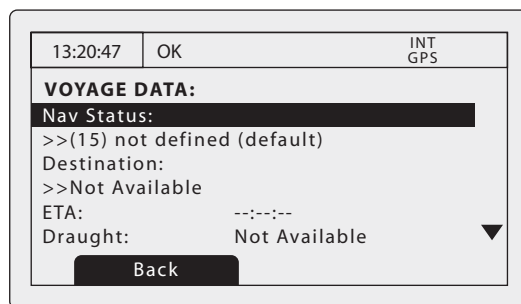 13:20:47 OK INT
GPS
VOYAGE DATA:
Nav Status:
>>(15) not defined (default)
Destination:
>>Not Available
ETA: --:--:--
Draught: Not Available
Back